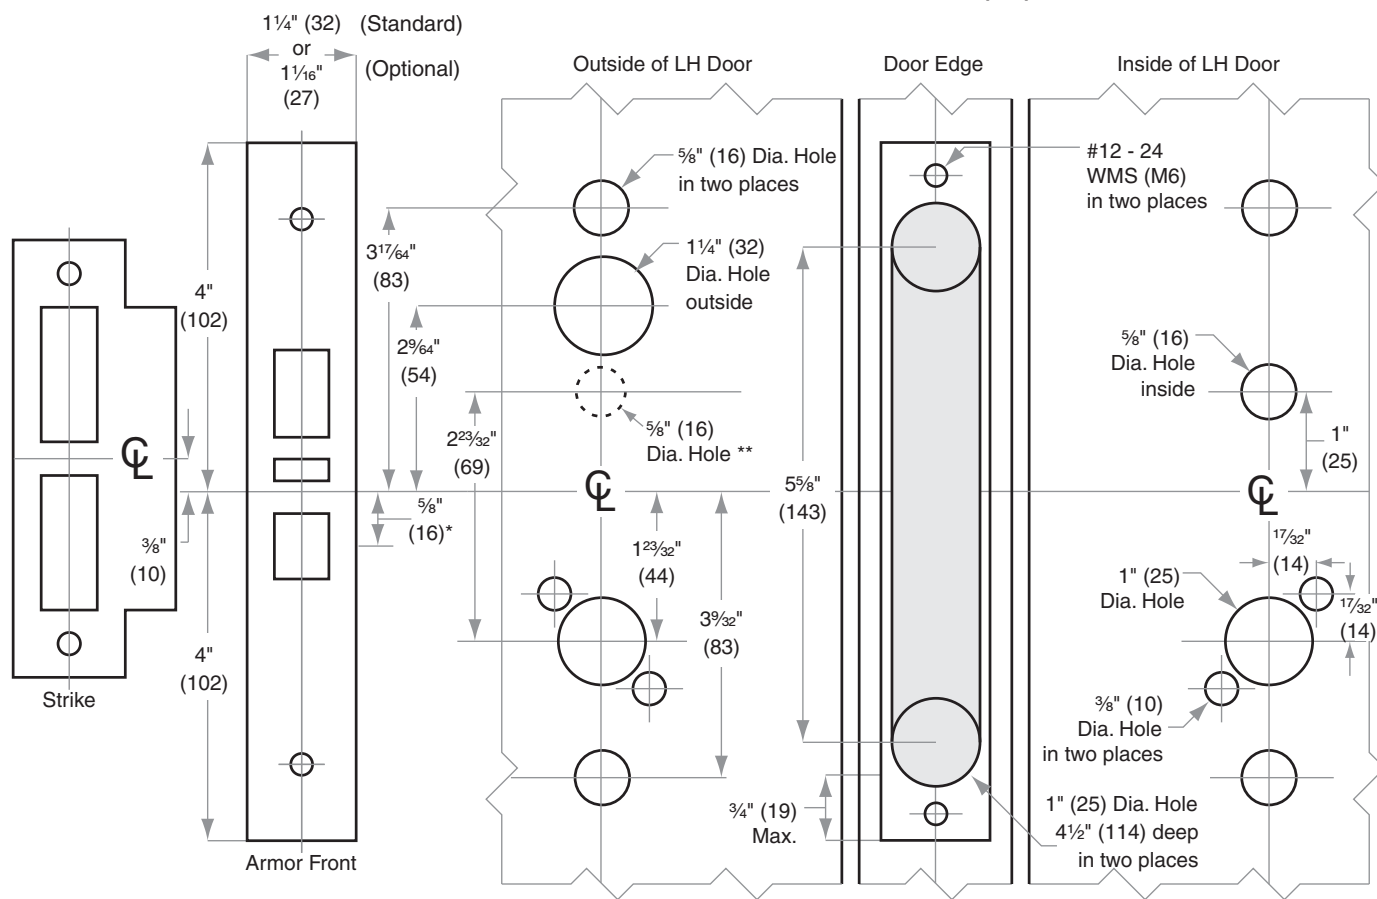 1¼" (32) (Standard)
or
1¹⁄₁₆" (Optional)
(27)
Outside of LH Door
Door Edge
Inside of LH Door
⅝" (16) Dia. Hole
in two places
#12 - 24
WMS (M6)
in two places
3¹⁷⁄₆₄"
(83)
1¼" (32)
Dia. Hole
outside
4"
(102)
2⁹⁄₆₄"
(54)
⅝" (16)
Dia. Hole
inside
2²³⁄₃₂"
(69)
⅝" (16)
Dia. Hole **
1"
(25)
℄
℄
℄
5⅝"
(143)
⅝"
(16)*
⅜"
(10)
1²³⁄₃₂"
(44)
¹⁷⁄₃₂"
(14)
1" (25)
Dia. Hole
¹⁷⁄₃₂"
(14)
3⁹⁄₃₂"
(83)
4"
(102)
Strike
⅜" (10)
Dia. Hole
in two places
¾" (19)
Max.
1" (25) Dia. Hole
4½" (114) deep
in two places
Armor Front